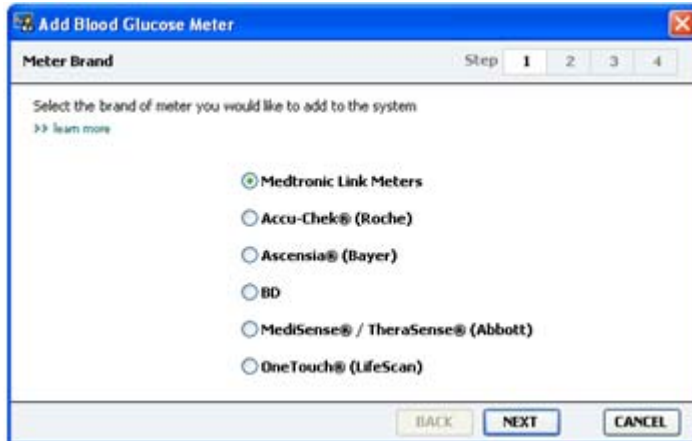 Add Blood Glucose Meter
Meter Brand Step 1 2 3 4
Select the brand of meter you would like to add to the system
>> learn more
Medtronic Link Meters
Accu-Chek® (Roche)
Ascensia® (Bayer)
BD
MediSense® / TheraSense® (Abbott)
OneTouch® (LifeScan)
BACK NEXT CANCEL